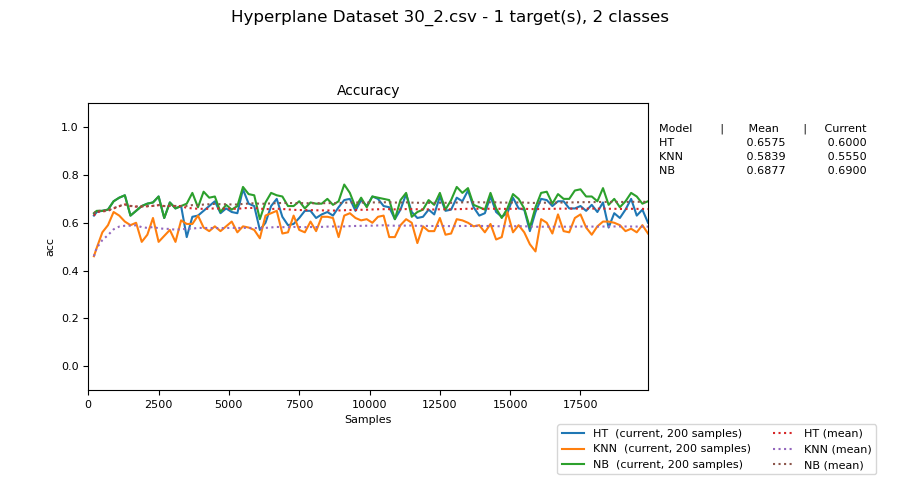 Hyperplane Dataset 30_2.csv - 1 target(s), 2 classes
Accuracy
Model | Mean | Current
HT 0.6575 0.6000
KNN 0.5839 0.5550
NB 0.6877 0.6900
1.0
0.8
0.6
0.4
0.2
0.0
acc
0 2500 5000 7500 10000 12500 15000 17500
Samples
HT (current, 200 samples)
KNN (current, 200 samples)
NB (current, 200 samples)
HT (mean)
KNN (mean)
NB (mean)